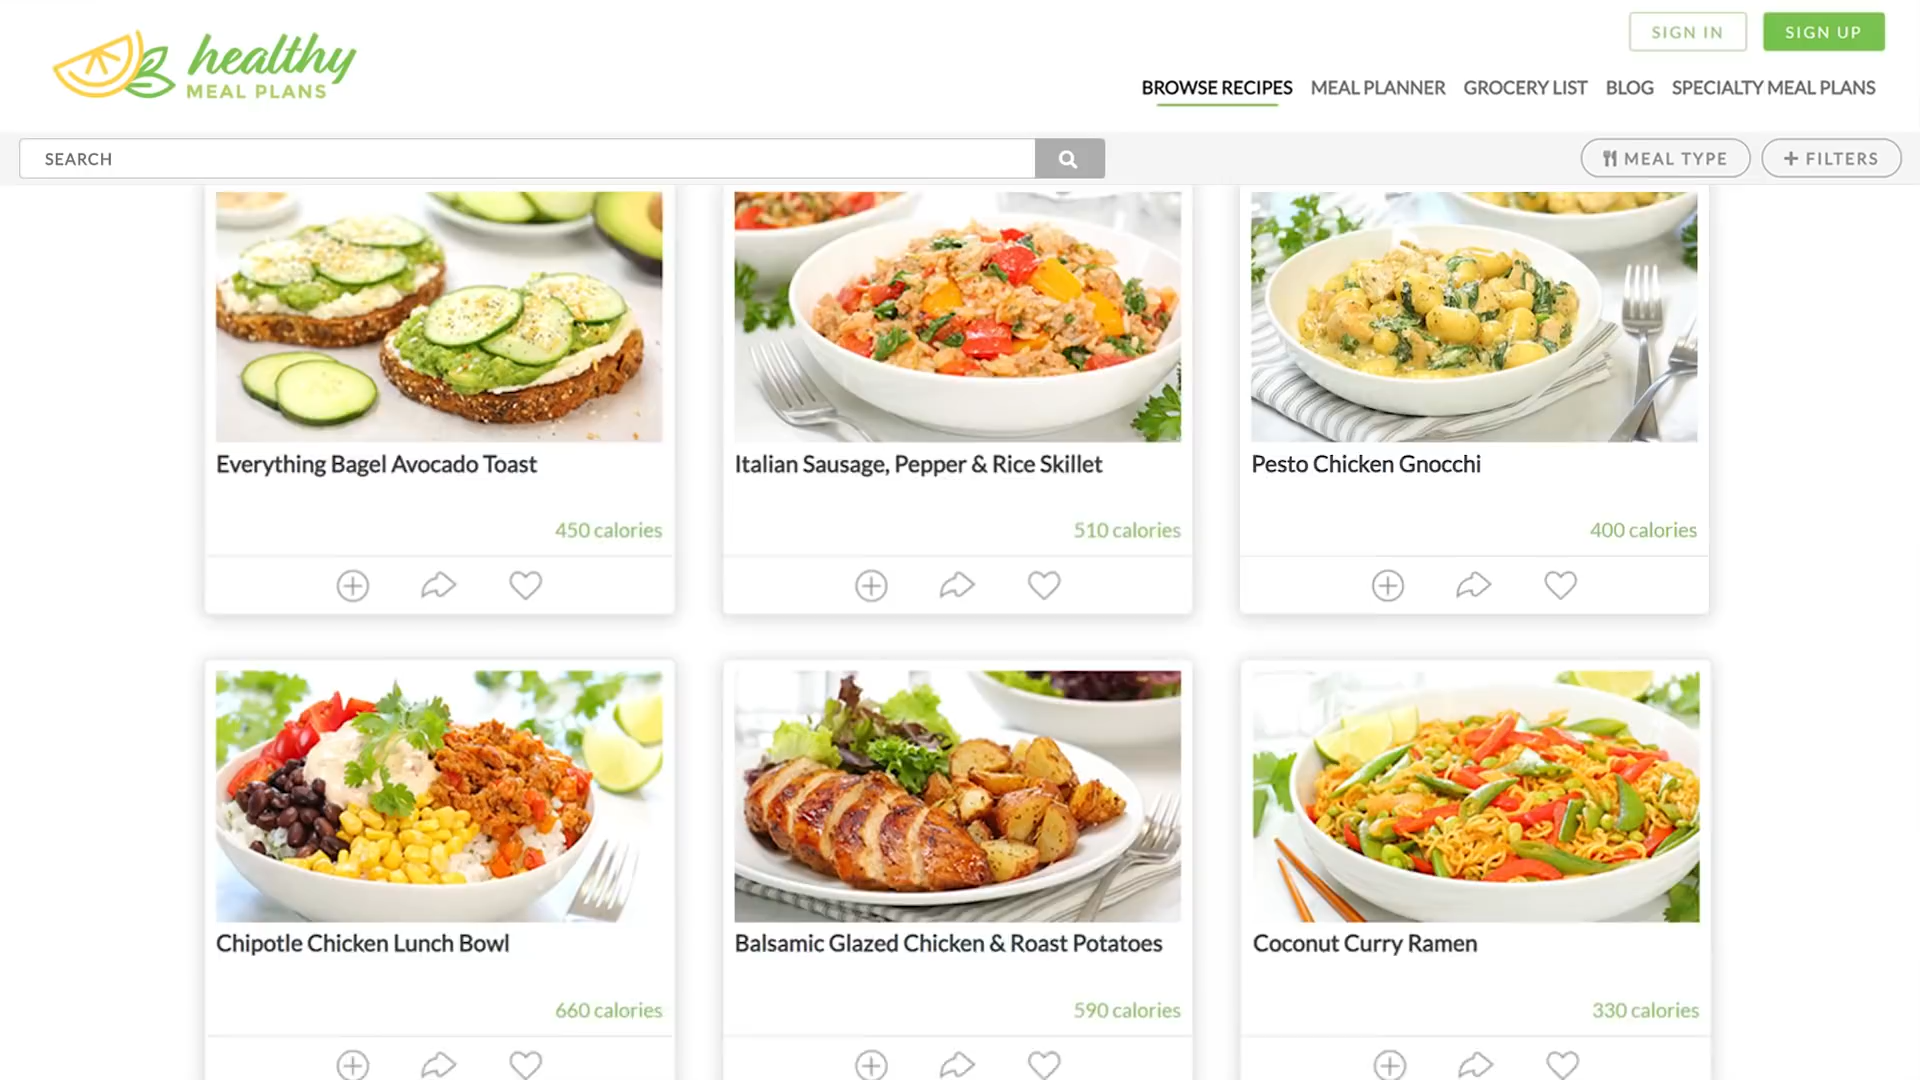 healthy
MEAL PLANS
SIGN IN
SIGN UP
BROWSE RECIPES
MEAL PLANNER
GROCERY LIST
BLOG
SPECIALTY MEAL PLANS
SEARCH
MEAL TYPE
+ FILTERS
Everything Bagel Avocado Toast
450 calories
Italian Sausage, Pepper & Rice Skillet
510 calories
Pesto Chicken Gnocchi
400 calories
Chipotle Chicken Lunch Bowl
660 calories
Balsamic Glazed Chicken & Roast Potatoes
590 calories
Coconut Curry Ramen
330 calories